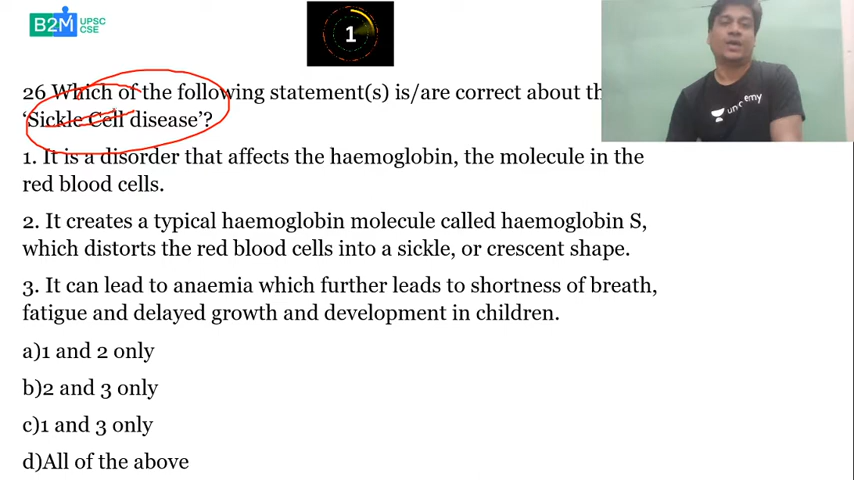 B2M UPSC
CSE
1
26 Which of the following statement(s) is/are correct about
‘Sickle Cell disease’?
1. It is a disorder that affects the haemoglobin, the molecule in the
red blood cells.
2. It creates a typical haemoglobin molecule called haemoglobin S,
which distorts the red blood cells into a sickle, or crescent shape.
3. It can lead to anaemia which further leads to shortness of breath,
fatigue and delayed growth and development in children.
a)1 and 2 only
b)2 and 3 only
c)1 and 3 only
d)All of the above